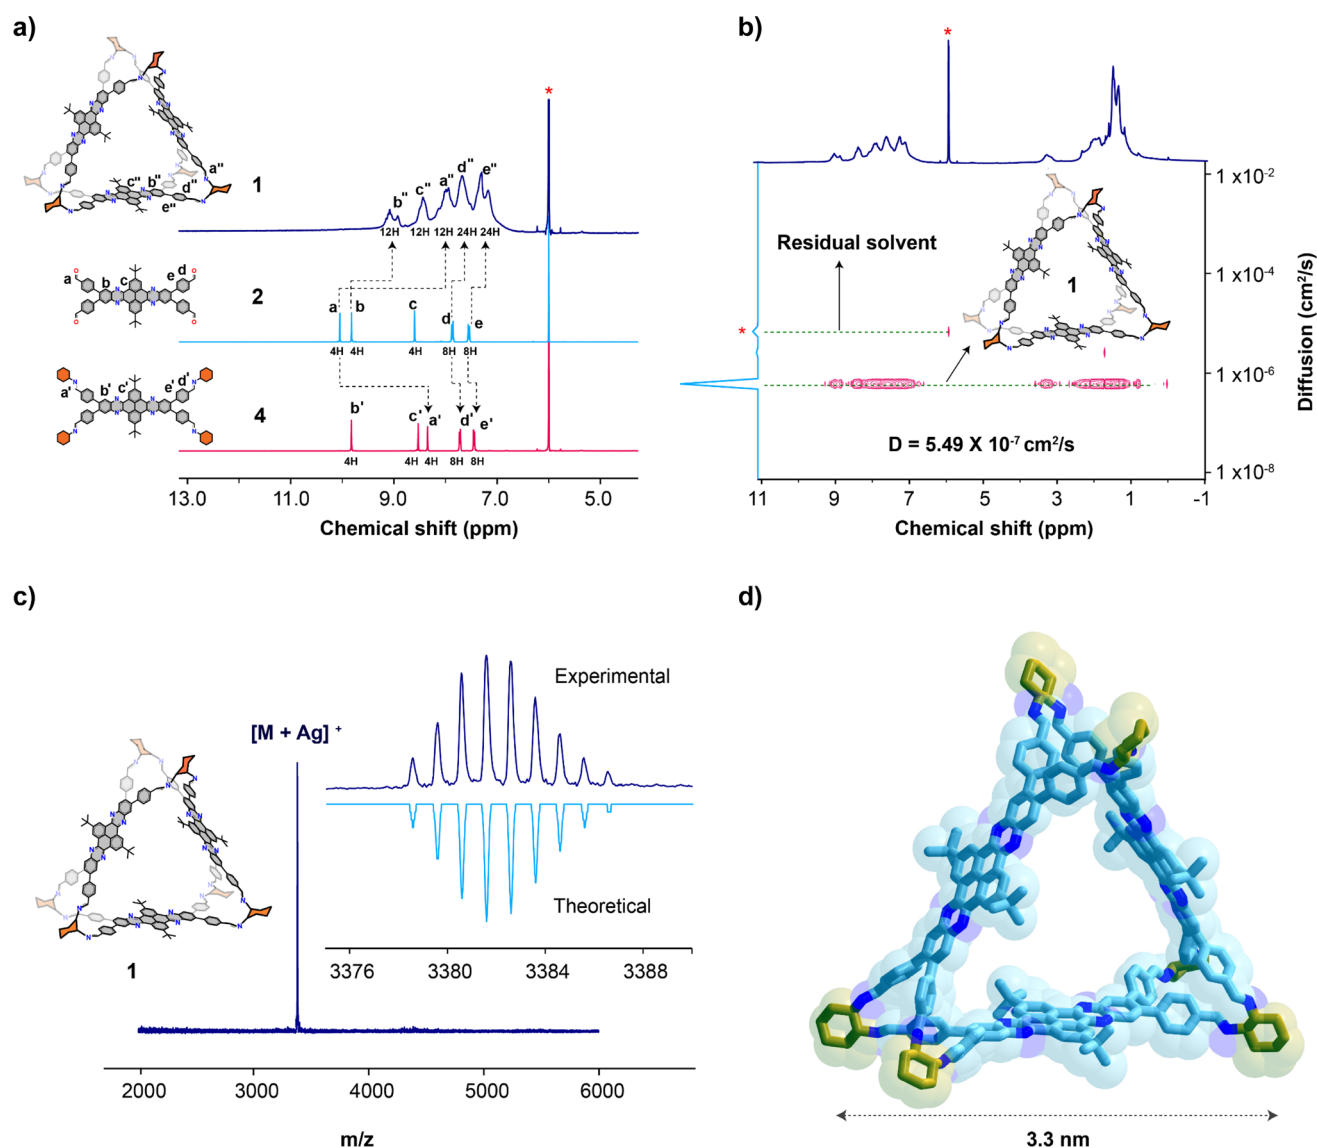 a)
*
a"
1
c" b" d"
e"
b"
c"
a"
d"
e"
12H 12H 12H 24H 24H
a b c e d
2
a b c d e
4H 4H 4H 8H 8H
a' b' c' e' d'
4
b' c' a' d' e'
4H 4H 4H 8H 8H
13.0 11.0 9.0 7.0 5.0
Chemical shift (ppm)
b)
*
1 x10-2
Residual solvent
1
1 x10-4
*
1 x10-6
D = 5.49 X 10-7 cm2/s
1 x10-8
Diffusion (cm2/s)
11 9 7 5 3 1 -1
Chemical shift (ppm)
c)
[M + Ag] +
Experimental
Theoretical
3376 3380 3384 3388
1
2000 3000 4000 5000 6000
m/z
d)
3.3 nm